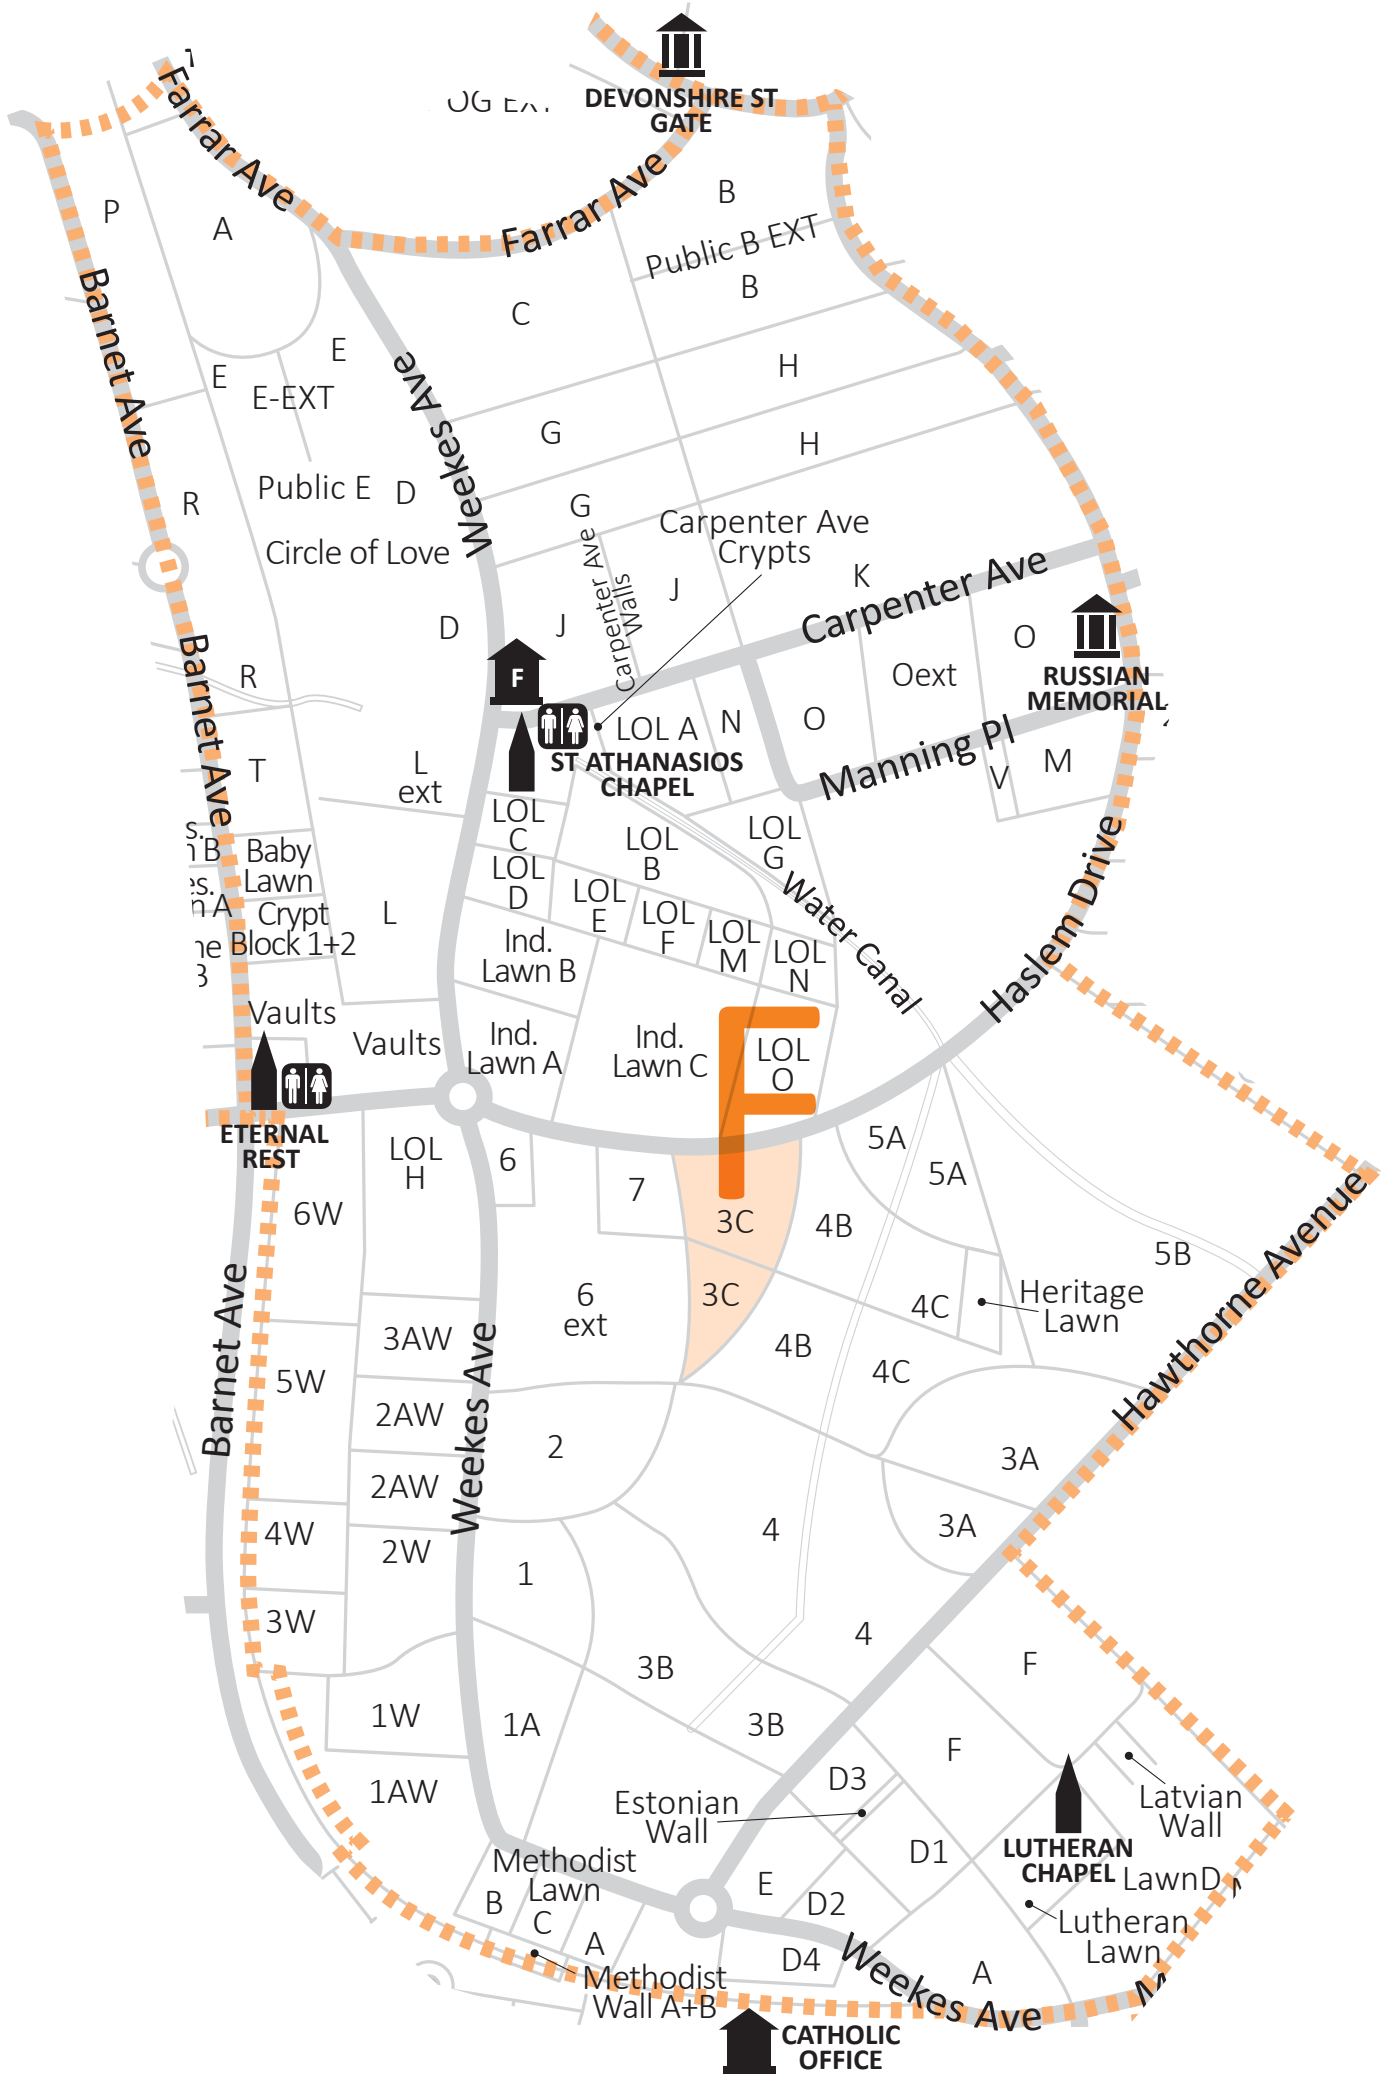 DEVONSHIRE ST
GATE
Farrar Ave
Farrar Ave
B
P
A
Public B EXT
B
C
Barnet Ave
E
E
E-EXT
Weekes Ave
H
G
H
Public E
D
R
G
Circle of Love
Carpenter Ave
Walls
Carpenter Ave
Crypts
J
K
Carpenter Ave
D
J
O
F
Oext
RUSSIAN
MEMORIAL
R
Barnet Ave
LOL A
N
O
ST ATHANASIOS
CHAPEL
Manning Pl
V
M
T
L
ext
LOL
C
LOL
B
LOL
G
Baby
Lawn
LOL
D
LOL
E
LOL
F
LOL
M
LOL
N
Water Canal
Haslem Drive
Crypt
Block 1+2
L
Ind.
Lawn B
Vaults
Vaults
Ind.
Lawn A
Ind.
Lawn C
F
LOL
O
ETERNAL
REST
LOL
H
6
7
5A
5A
6W
3C
4B
5B
6
ext
3C
4C
Heritage
Lawn
Hawthorne Avenue
3AW
4B
4C
Barnet Ave
5W
2AW
Weekes Ave
2
3A
2AW
4
3A
4W
2W
1
3W
4
3B
F
1W
1A
3B
F
1AW
D3
Estonian
Wall
Latvian
Wall
D1
LUTHERAN
CHAPEL
LawnD
Methodist
Lawn
B
C
A
E
D2
Lutheran
Lawn
D4
Weekes Ave
A
Methodist
Wall A+B
CATHOLIC
OFFICE